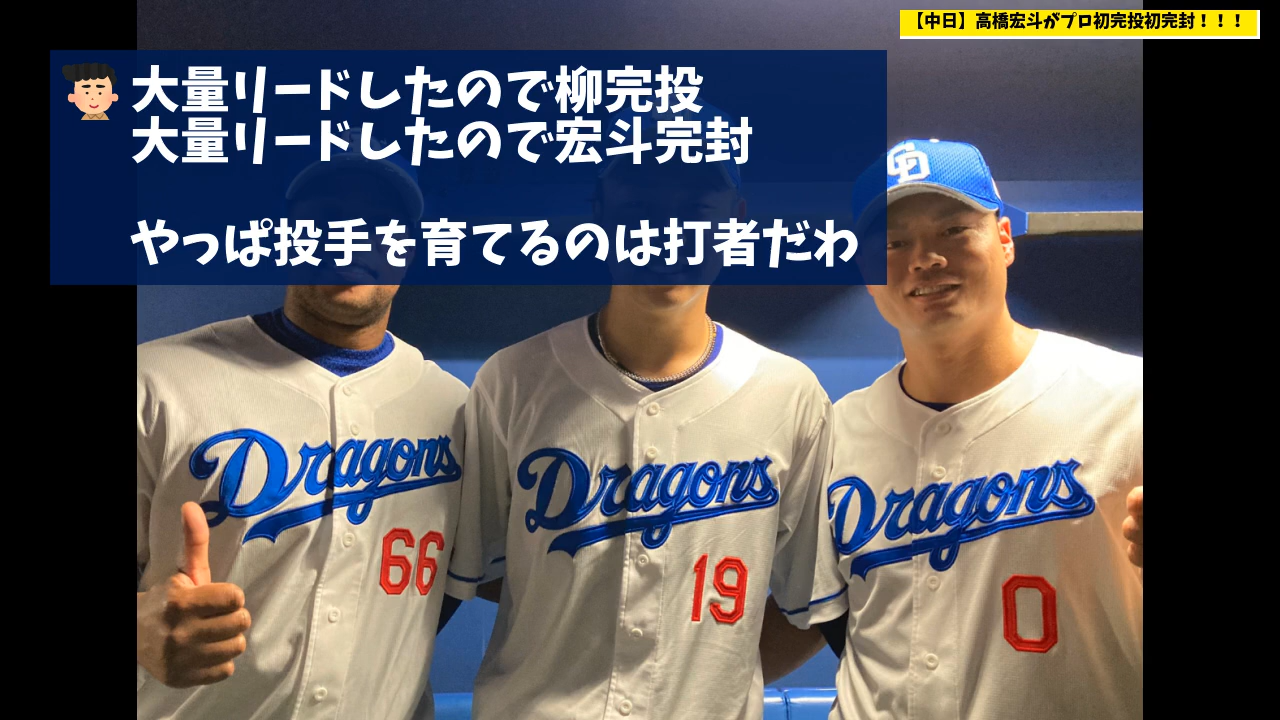 【中日】高橋宏斗がプロ初完投初完封！！！
大量リードしたので柳完投
大量リードしたので宏斗完封
やっぱ投手を育てるのは打者だわ
CD
Dragons
66
Dragons
19
Dragons
0